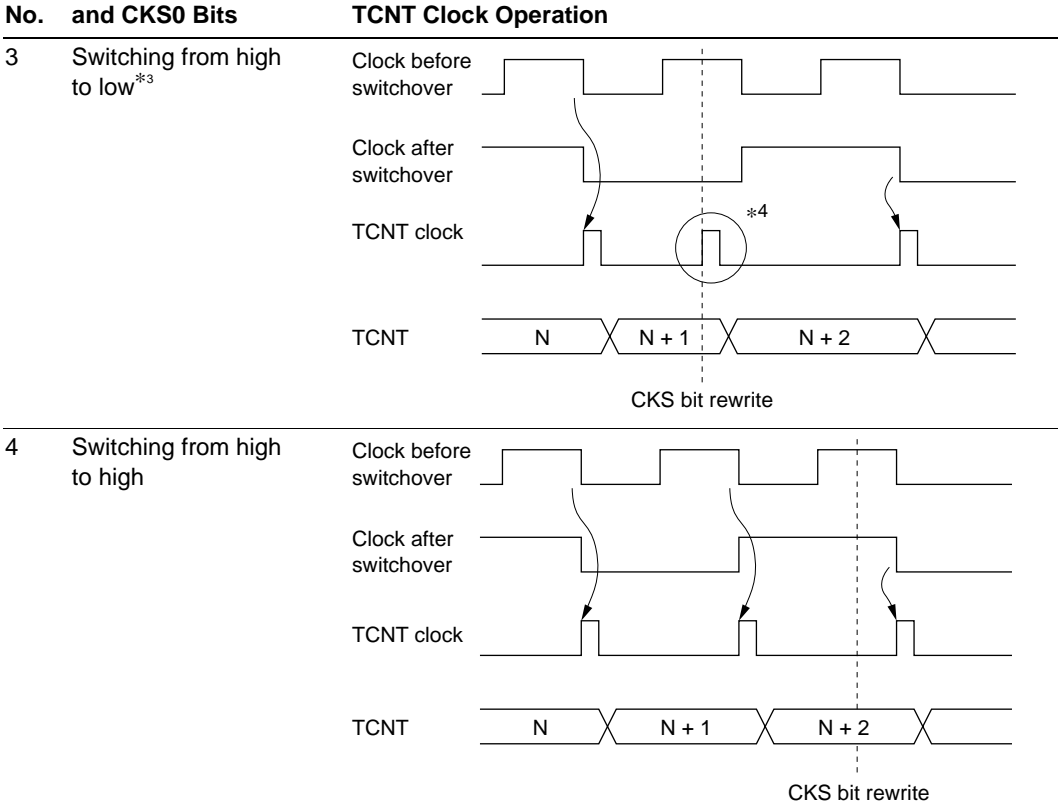 No. and CKS0 Bits TCNT Clock Operation
3 Switching from high to low*3
Clock before switchover
Clock after switchover
*4
TCNT clock
TCNT N N + 1 N + 2
CKS bit rewrite
4 Switching from high to high
Clock before switchover
Clock after switchover
TCNT clock
TCNT N N + 1 N + 2
CKS bit rewrite